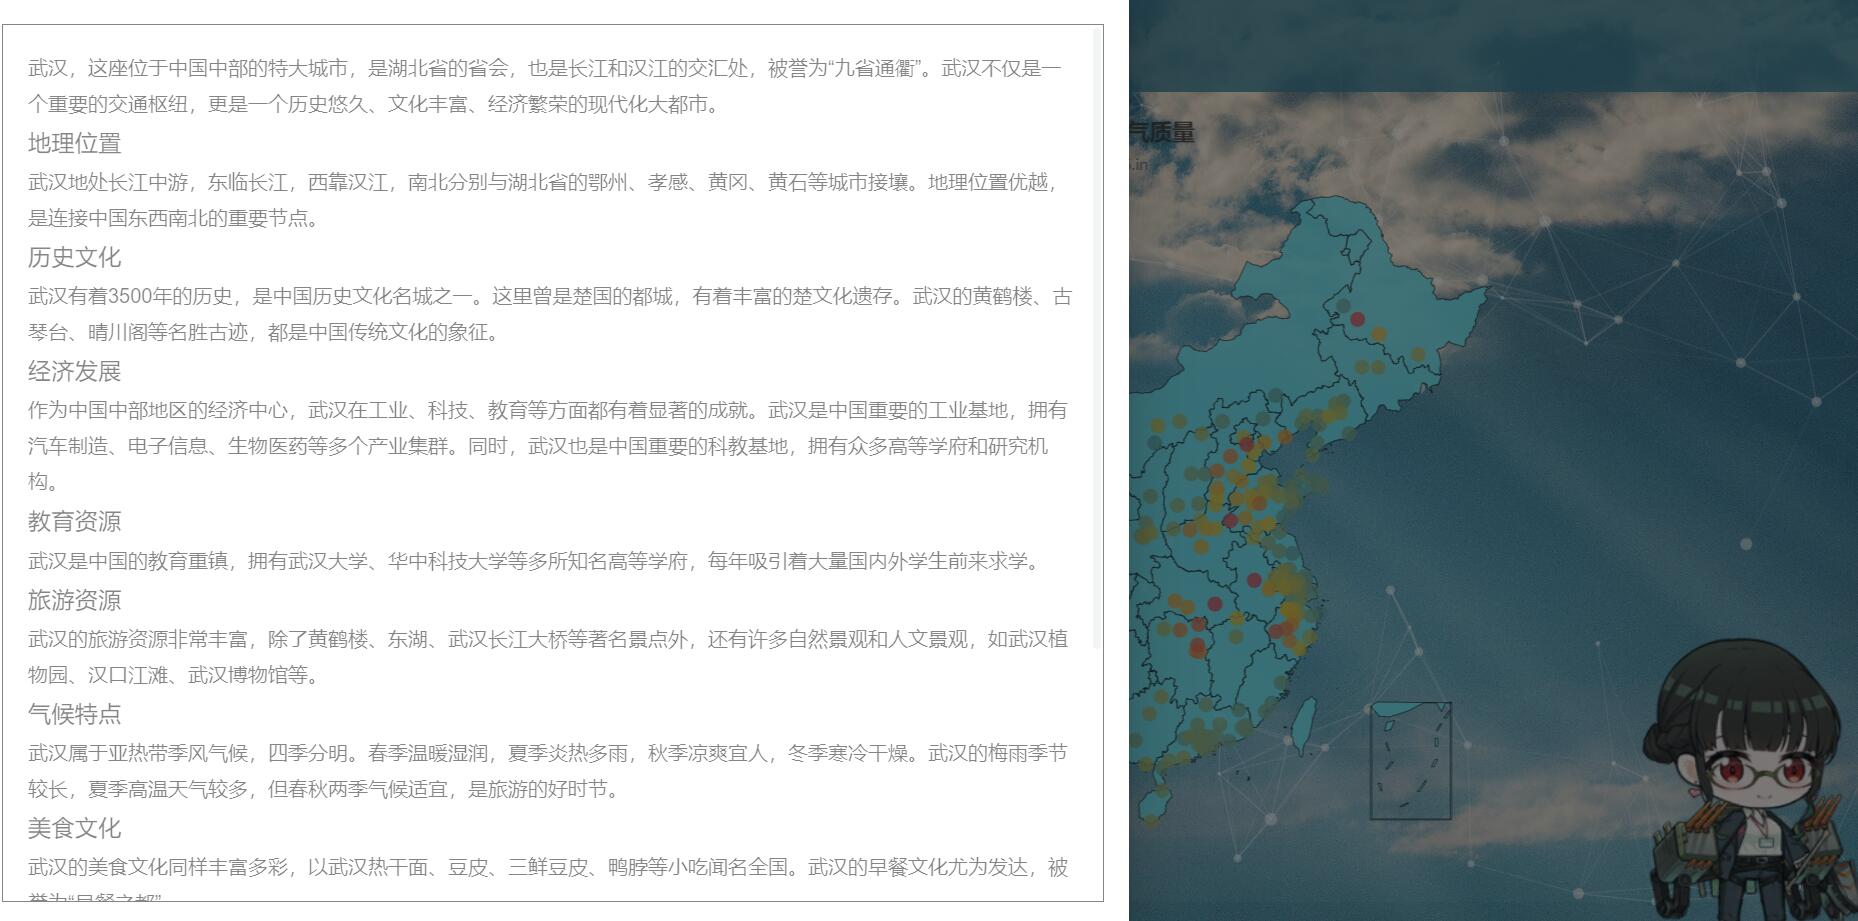 武汉，这座位于中国中部的特大城市，是湖北省的省会，也是长江和汉江的交汇处，被誉为“九省通衢”。武汉不仅是一
个重要的交通枢纽，更是一个历史悠久、文化丰富、经济繁荣的现代化大都市。
地理位置
武汉地处长江中游，东临长江，西靠汉江，南北分别与湖北省的鄂州、孝感、黄冈、黄石等城市接壤。地理位置优越，
是连接中国东西南北的重要节点。
历史文化
武汉有着3500年的历史，是中国历史文化名城之一。这里曾是楚国的都城，有着丰富的楚文化遗存。武汉的黄鹤楼、古
琴台、晴川阁等名胜古迹，都是中国传统文化的象征。
经济发展
作为中国中部地区的经济中心，武汉在工业、科技、教育等方面都有着显著的成就。武汉是中国重要的工业基地，拥有
汽车制造、电子信息、生物医药等多个产业集群。同时，武汉也是中国重要的科教基地，拥有众多高等学府和研究机
构。
教育资源
武汉是中国的教育重镇，拥有武汉大学、华中科技大学等多所知名高等学府，每年吸引着大量国内外学生前来求学。
旅游资源
武汉的旅游资源非常丰富，除了黄鹤楼、东湖、武汉长江大桥等著名景点外，还有许多自然景观和人文景观，如武汉植
物园、汉口江滩、武汉博物馆等。
气候特点
武汉属于亚热带季风气候，四季分明。春季温暖湿润，夏季炎热多雨，秋季凉爽宜人，冬季寒冷干燥。武汉的梅雨季节
较长，夏季高温天气较多，但春秋两季气候适宜，是旅游的好时节。
美食文化
武汉的美食文化同样丰富多彩，以武汉热干面、豆皮、三鲜豆皮、鸭脖等小吃闻名全国。武汉的早餐文化尤为发达，被
誉为“早餐之都”
气质量
.in